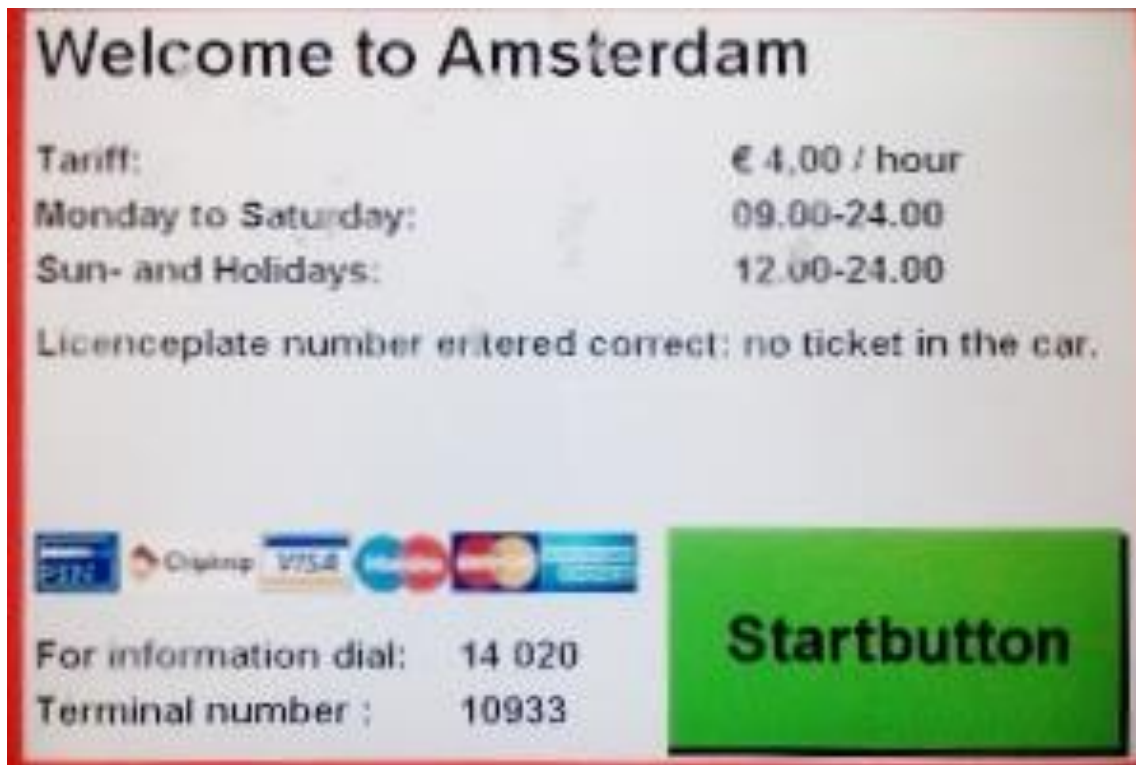 Welcome to Amsterdam
Tariff: € 4,00 / hour
Monday to Saturday: 09.00-24.00
Sun- and Holidays: 12.00-24.00
Licenceplate number entered correct: no ticket in the car.
PIN Chipknip VISA
For information dial: 14 020
Terminal number : 10933
Startbutton